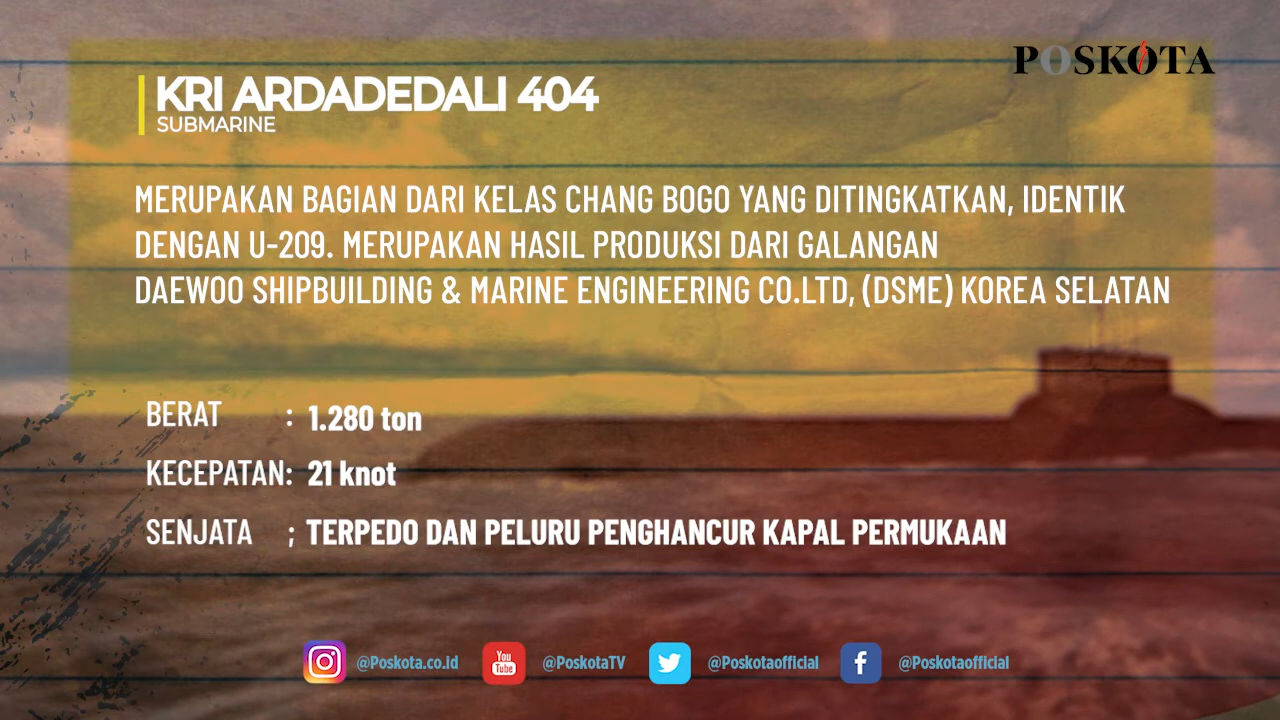 POSKOTA
KRI ARDADEDALI 404
SUBMARINE
MERUPAKAN BAGIAN DARI KELAS CHANG BOGO YANG DITINGKATKAN, IDENTIK
DENGAN U-209. MERUPAKAN HASIL PRODUKSI DARI GALANGAN
DAEWOO SHIPBUILDING & MARINE ENGINEERING CO.LTD, (DSME) KOREA SELATAN
BERAT : 1.280 ton
KECEPATAN: 21 knot
SENJATA ; TERPEDO DAN PELURU PENGHANCUR KAPAL PERMUKAAN
@Poskota.co.id You Tube @PoskotaTV @Poskotaofficial f @Poskotaofficial